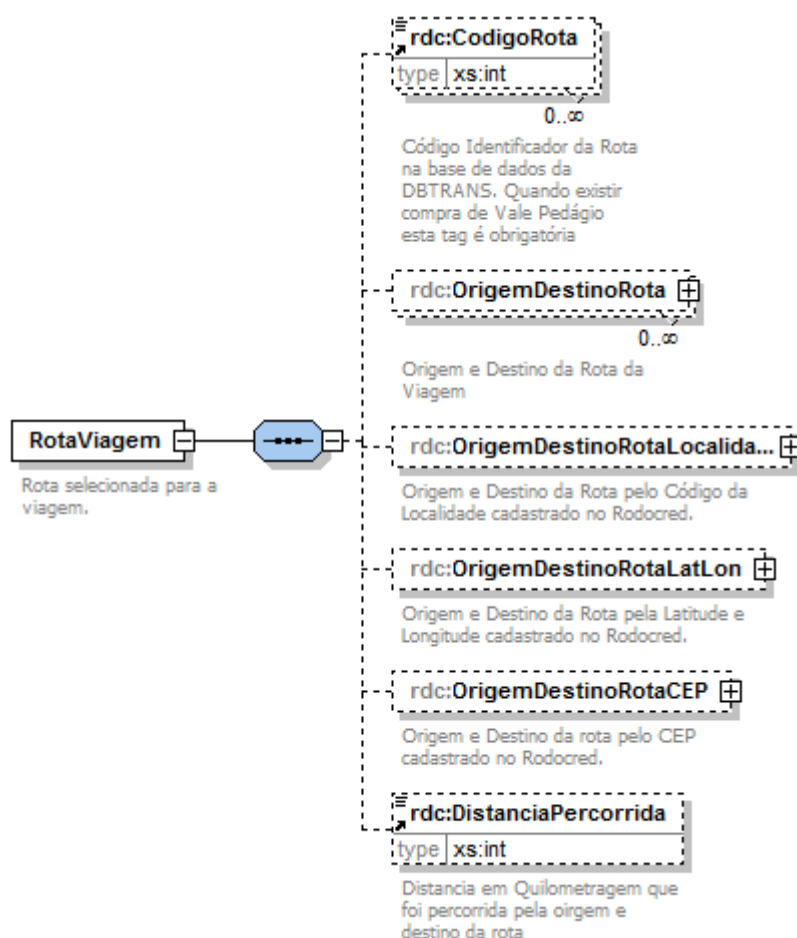 rdc:CodigoRota
type xs:int
0..∞
Código Identificador da Rota
na base de dados da
DBTRANS. Quando existir
compra de Vale Pedágio
esta tag é obrigatória
rdc:OrigemDestinoRota
0..∞
Origem e Destino da Rota da
Viagem
RotaViagem
Rota selecionada para a
viagem.
rdc:OrigemDestinoRotaLocalida...
Origem e Destino da Rota pelo Código da
Localidade cadastrado no Rodocred.
rdc:OrigemDestinoRotaLatLon
Origem e Destino da Rota pela Latitude e
Longitude cadastrado no Rodocred.
rdc:OrigemDestinoRotaCEP
Origem e Destino da rota pelo CEP
cadastrado no Rodocred.
rdc:DistanciaPercorrida
type xs:int
Distancia em Quilometragem que
foi percorrida pela oirgem e
destino da rota